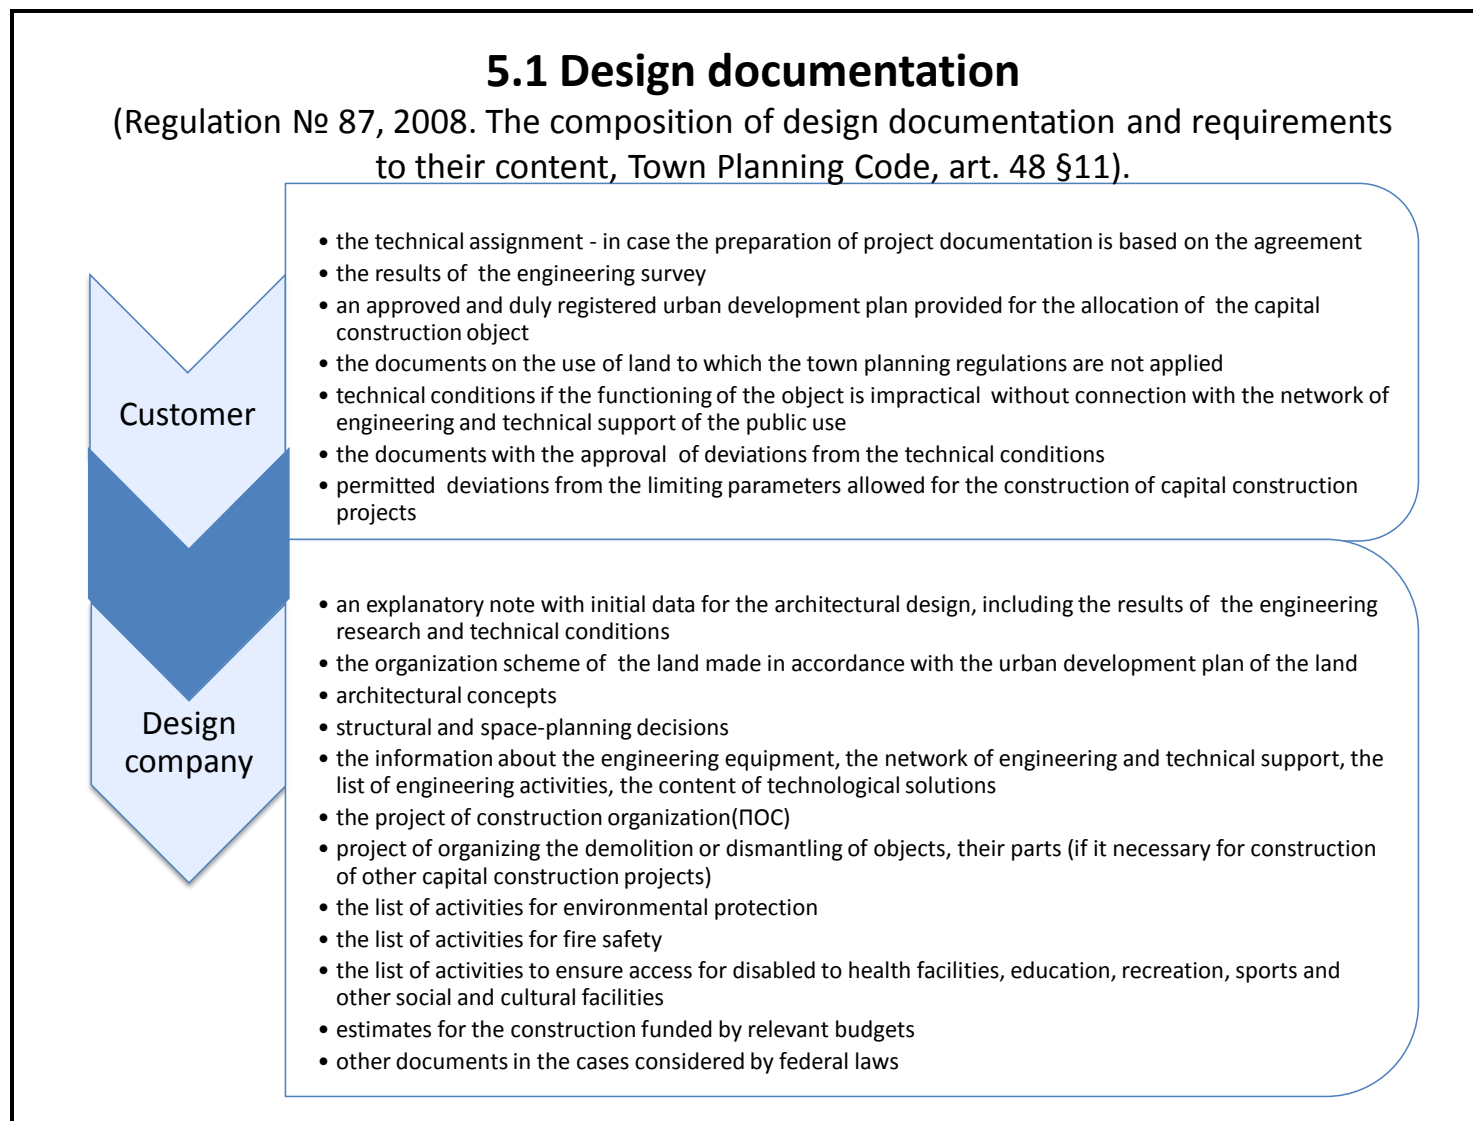 5.1 Design documentation
(Regulation № 87, 2008. The composition of design documentation and requirements
to their content, Town Planning Code, art. 48 §11).
Customer
• the technical assignment - in case the preparation of project documentation is based on the agreement
• the results of the engineering survey
• an approved and duly registered urban development plan provided for the allocation of the capital
construction object
• the documents on the use of land to which the town planning regulations are not applied
• technical conditions if the functioning of the object is impractical without connection with the network of
engineering and technical support of the public use
• the documents with the approval of deviations from the technical conditions
• permitted deviations from the limiting parameters allowed for the construction of capital construction
projects
Design
company
• an explanatory note with initial data for the architectural design, including the results of the engineering
research and technical conditions
• the organization scheme of the land made in accordance with the urban development plan of the land
• architectural concepts
• structural and space-planning decisions
• the information about the engineering equipment, the network of engineering and technical support, the
list of engineering activities, the content of technological solutions
• the project of construction organization(ПОС)
• project of organizing the demolition or dismantling of objects, their parts (if it necessary for construction
of other capital construction projects)
• the list of activities for environmental protection
• the list of activities for fire safety
• the list of activities to ensure access for disabled to health facilities, education, recreation, sports and
other social and cultural facilities
• estimates for the construction funded by relevant budgets
• other documents in the cases considered by federal laws